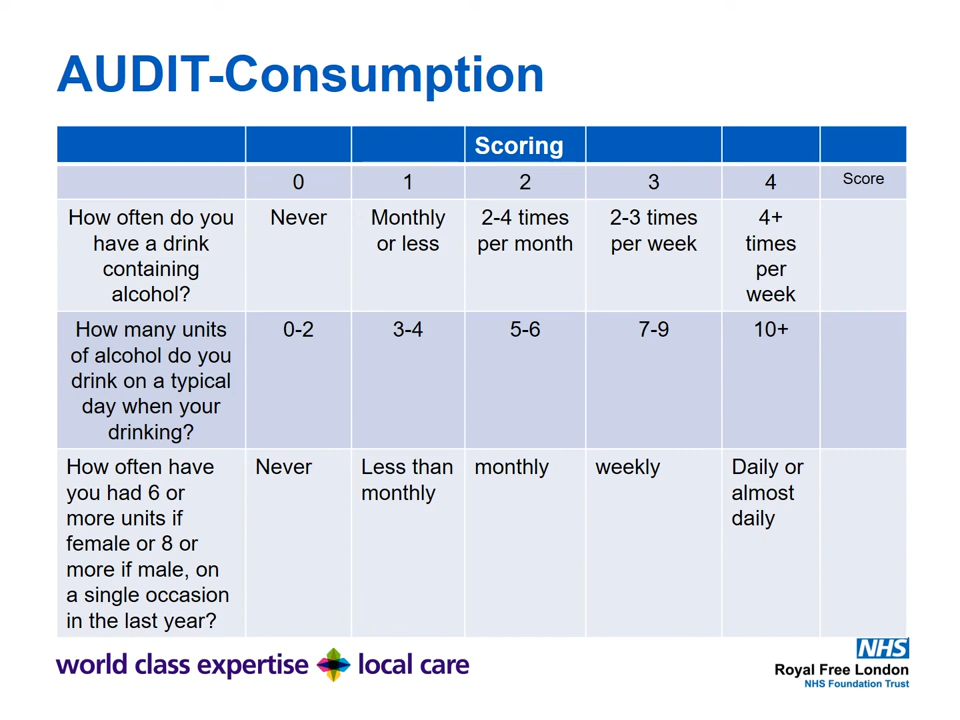 AUDIT-Consumption
Scoring
0 1 2 3 4 Score
How often do you
have a drink
containing
alcohol?
Never
Monthly
or less
2-4 times
per month
2-3 times
per week
4+
times
per
week
How many units
of alcohol do you
drink on a typical
day when your
drinking?
0-2
3-4
5-6
7-9
10+
How often have
you had 6 or
more units if
female or 8 or
more if male, on
a single occasion
in the last year?
Never
Less than
monthly
monthly
weekly
Daily or
almost
daily
world class expertise local care
NHS
Royal Free London
NHS Foundation Trust